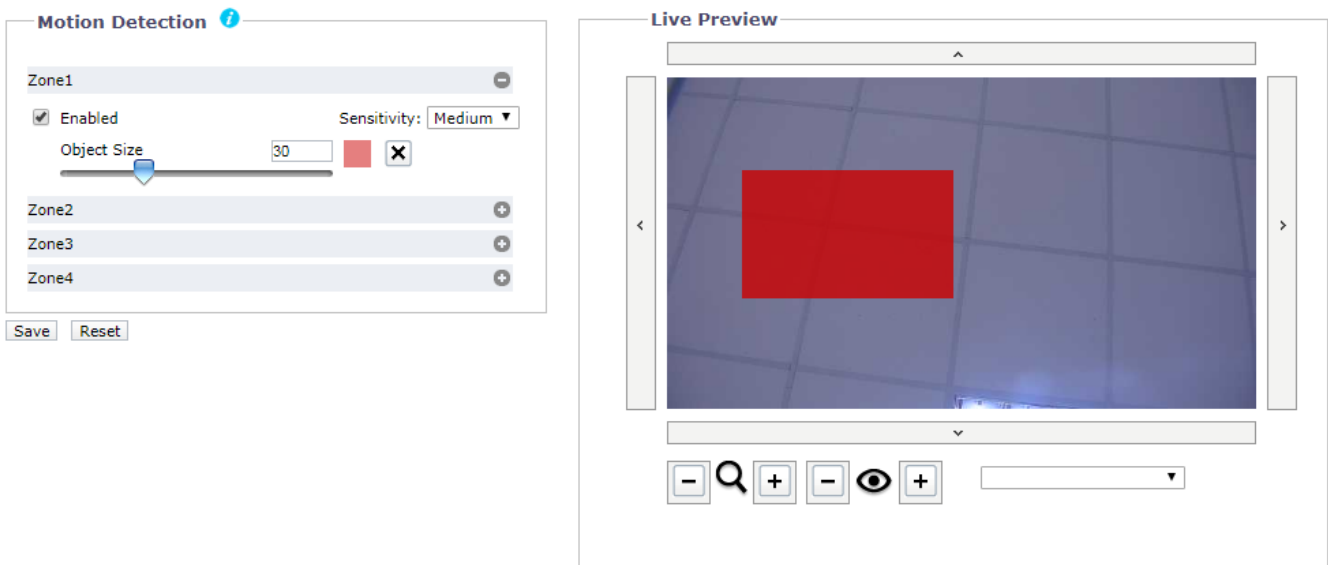 Motion Detection i
Zone1
Enabled
Sensitivity: Medium
Object Size 30
Zone2
Zone3
Zone4
Save Reset
Live Preview